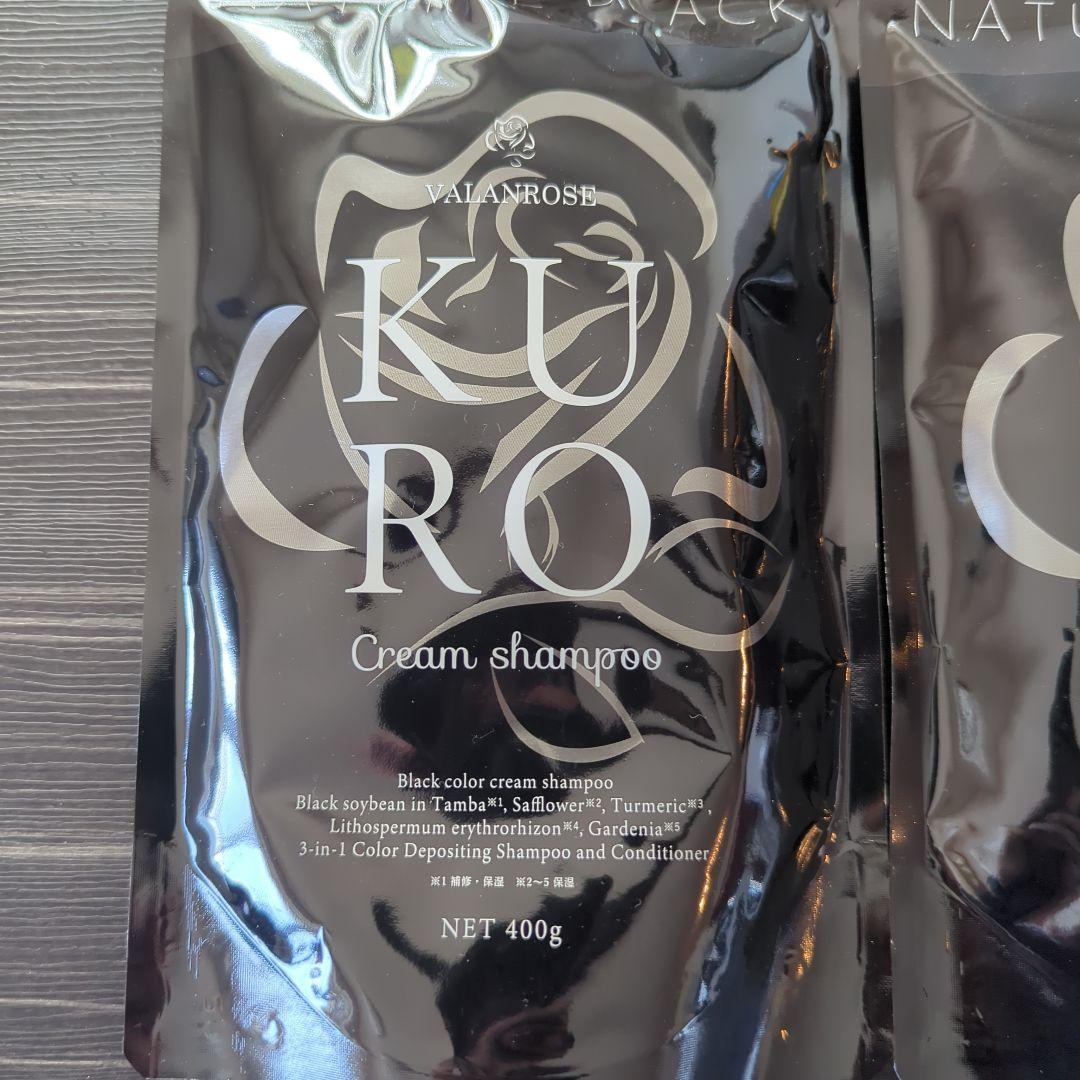 BLACK
NATU
VALANROSE
KU
RO
Cream shampoo
Black color cream shampoo
Black soybean in Tamba※1, Safflower※2, Turmeric※3,
Lithospermum erythrorhizon※4, Gardenia※5
3-in-1 Color Depositing Shampoo and Conditioner
※1 補修・保湿 ※2～5 保湿
NET 400g